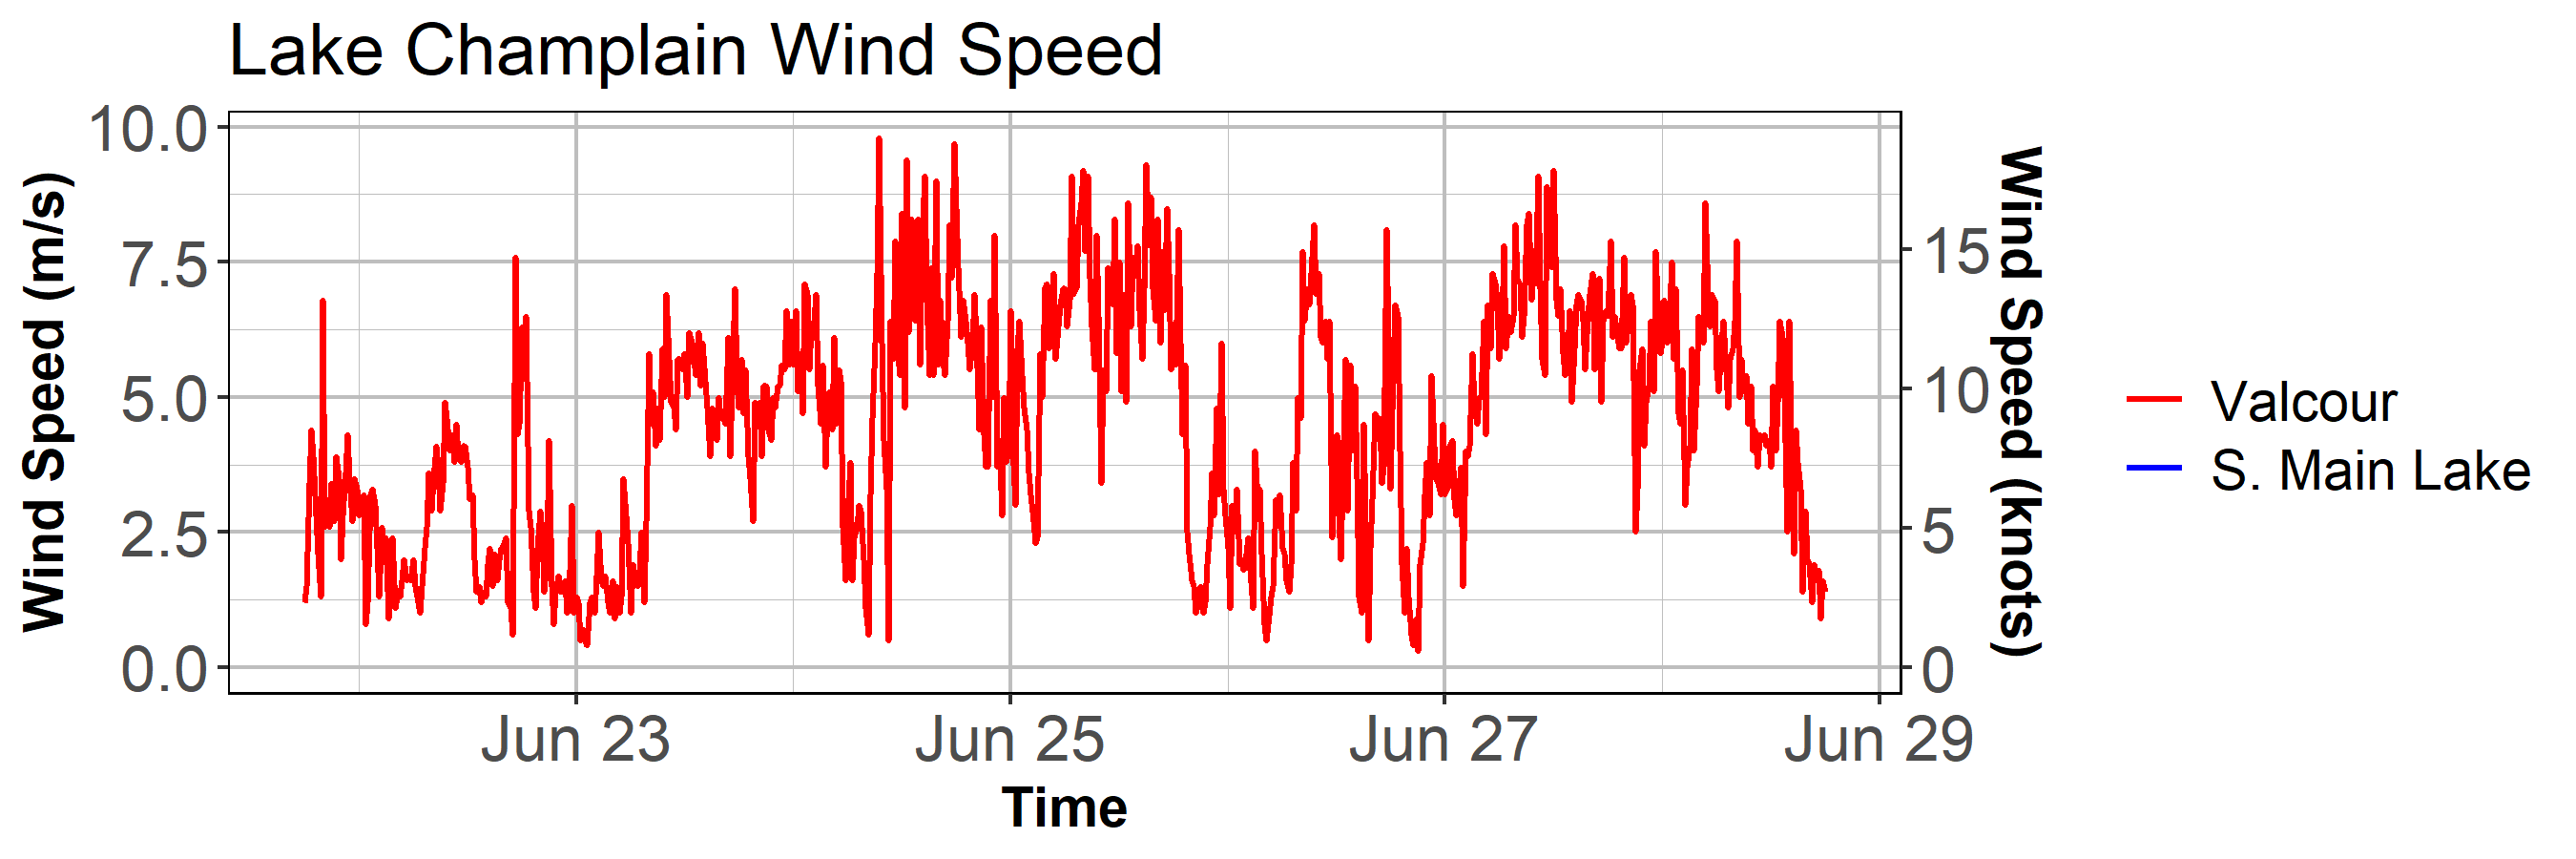 Lake Champlain Wind Speed
10.0
7.5
5.0
2.5
0.0
Wind Speed (m/s)
15
10
5
0
Wind Speed (knots)
Jun 23
Jun 25
Jun 27
Jun 29
Time
Valcour
S. Main Lake